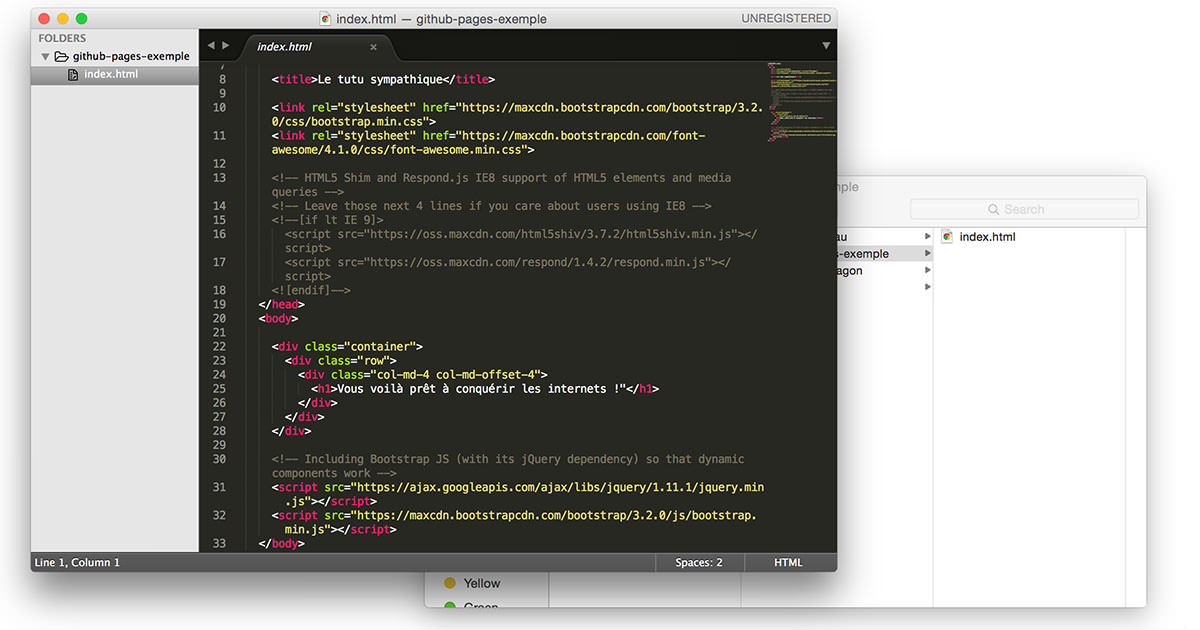 index.html — github-pages-exemple
UNREGISTERED
FOLDERS
github-pages-exemple
index.html
index.html
8 <title>Le tutu sympathique</title>
9
10 <link rel="stylesheet" href="https://maxcdn.bootstrapcdn.com/bootstrap/3.2.
0/css/bootstrap.min.css">
11 <link rel="stylesheet" href="https://maxcdn.bootstrapcdn.com/font-
awesome/4.1.0/css/font-awesome.min.css">
12
13 <!-- HTML5 Shim and Respond.js IE8 support of HTML5 elements and media
queries -->
14 <!-- Leave those next 4 lines if you care about users using IE8 -->
15 <!--[if lt IE 9]>
16 <script src="https://oss.maxcdn.com/html5shiv/3.7.2/html5shiv.min.js"></
script>
17 <script src="https://oss.maxcdn.com/respond/1.4.2/respond.min.js"></
script>
18 <![endif]-->
19 </head>
20 <body>
21
22 <div class="container">
23 <div class="row">
24 <div class="col-md-4 col-md-offset-4">
25 <h1>Vous voilà prêt à conquérir les internets !"</h1>
26 </div>
27 </div>
28 </div>
29
30 <!-- Including Bootstrap JS (with its jQuery dependency) so that dynamic
components work -->
31 <script src="https://ajax.googleapis.com/ajax/libs/jquery/1.11.1/jquery.min
.js"></script>
32 <script src="https://maxcdn.bootstrapcdn.com/bootstrap/3.2.0/js/bootstrap.
min.js"></script>
33 </body>
Line 1, Column 1
Spaces: 2
HTML
mple
Search
au
s-exemple
agon
index.html
Yellow
Green